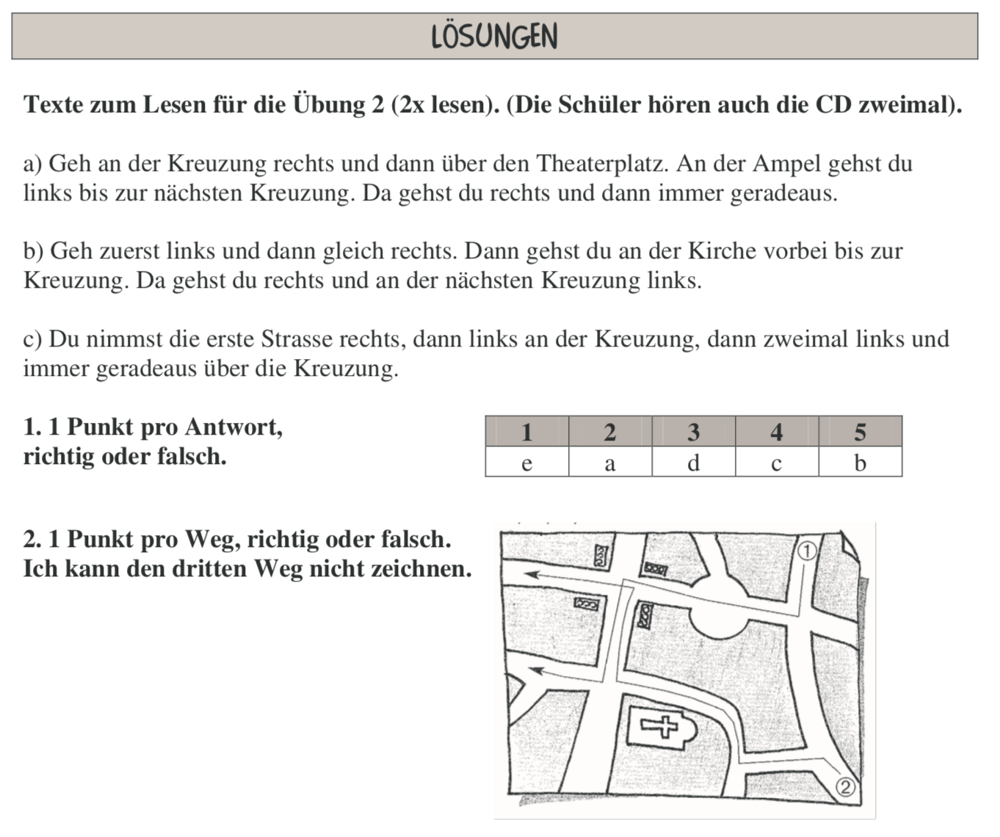 LÖSUNGEN
Texte zum Lesen für die Übung 2 (2x lesen). (Die Schüler hören auch die CD zweimal).
a) Geh an der Kreuzung rechts und dann über den Theaterplatz. An der Ampel gehst du
links bis zur nächsten Kreuzung. Da gehst du rechts und dann immer geradeaus.
b) Geh zuerst links und dann gleich rechts. Dann gehst du an der Kirche vorbei bis zur
Kreuzung. Da gehst du rechts und an der nächsten Kreuzung links.
c) Du nimmst die erste Strasse rechts, dann links an der Kreuzung, dann zweimal links und
immer geradeaus über die Kreuzung.
1. 1 Punkt pro Antwort,
richtig oder falsch.
1 2 3 4 5
e a d c b
2. 1 Punkt pro Weg, richtig oder falsch.
Ich kann den dritten Weg nicht zeichnen.
1
2